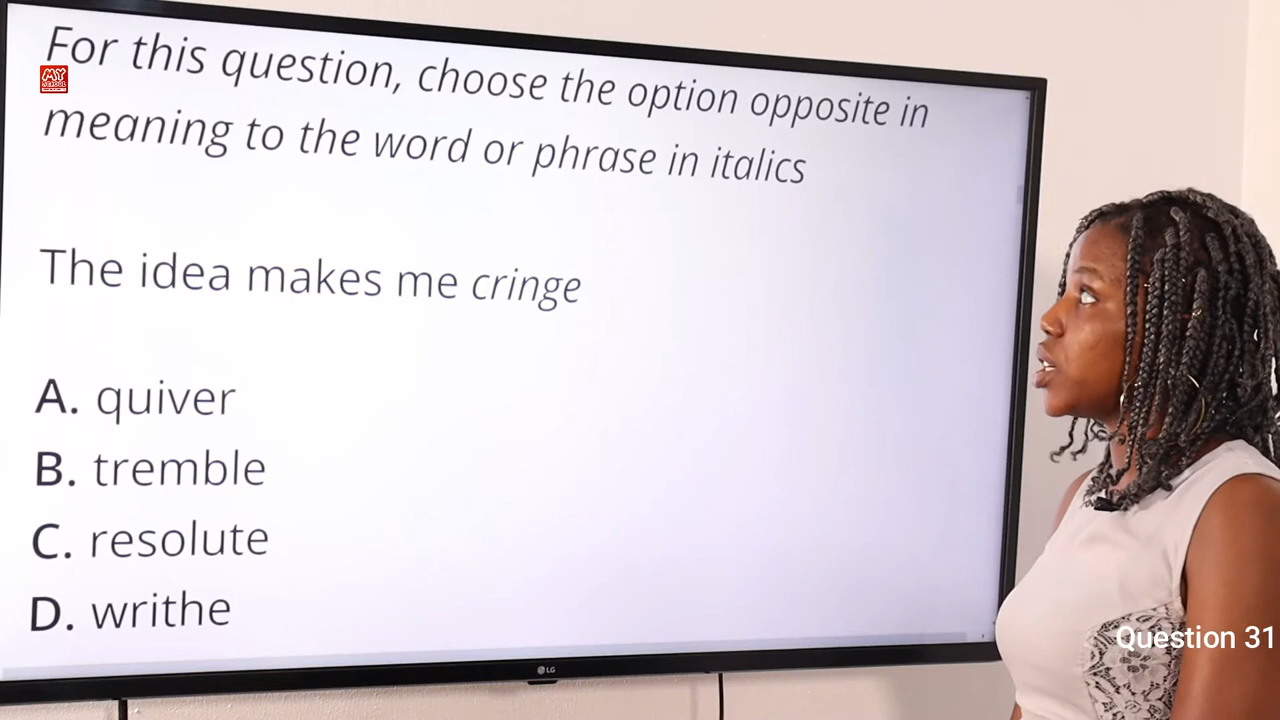 For this question, choose the option opposite in
meaning to the word or phrase in italics
MY
The idea makes me cringe
A. quiver
B. tremble
C. resolute
D. writhe
Question 31
LG